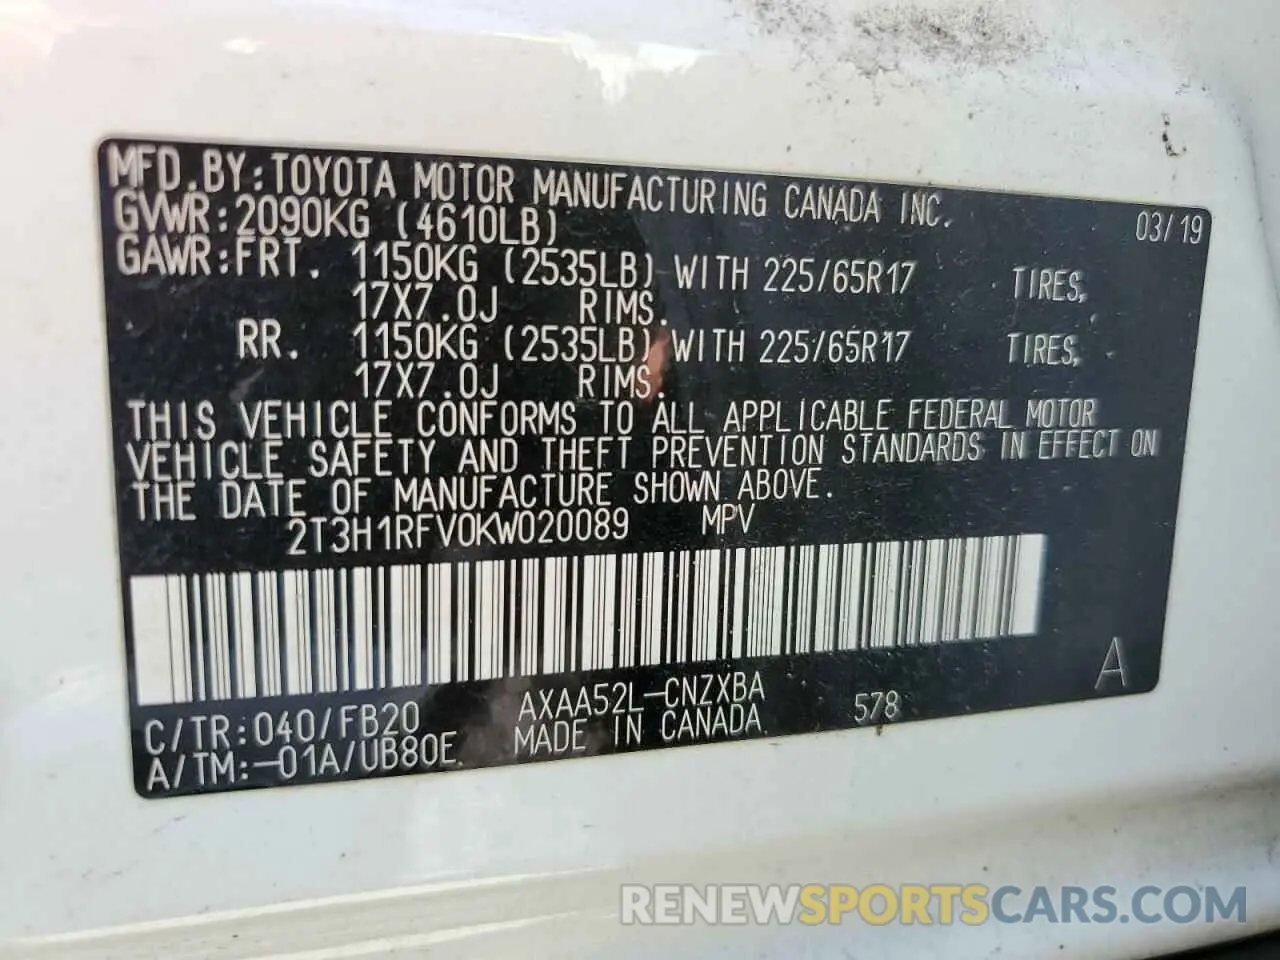 MFD.BY:TOYOTA MOTOR MANUFACTURING CANADA INC. 03/19
GVWR:2090KG (4610LB)
GAWR:FRT. 1150KG (2535LB) WITH 225/65R17 TIRES,
17X7.0J RIMS.
RR. 1150KG (2535LB) WITH 225/65R17 TIRES,
17X7.0J RIMS.
THIS VEHICLE CONFORMS TO ALL APPLICABLE FEDERAL MOTOR
VEHICLE SAFETY AND THEFT PREVENTION STANDARDS IN EFFECT ON
THE DATE OF MANUFACTURE SHOWN ABOVE.
2T3H1RFV0KW020089 MPV
C/TR:040/FB20 AXAA52L-CNZXBA 578 A
A/TM:-01A/UB80E MADE IN CANADA
RENEWSPORTSCARS.COM